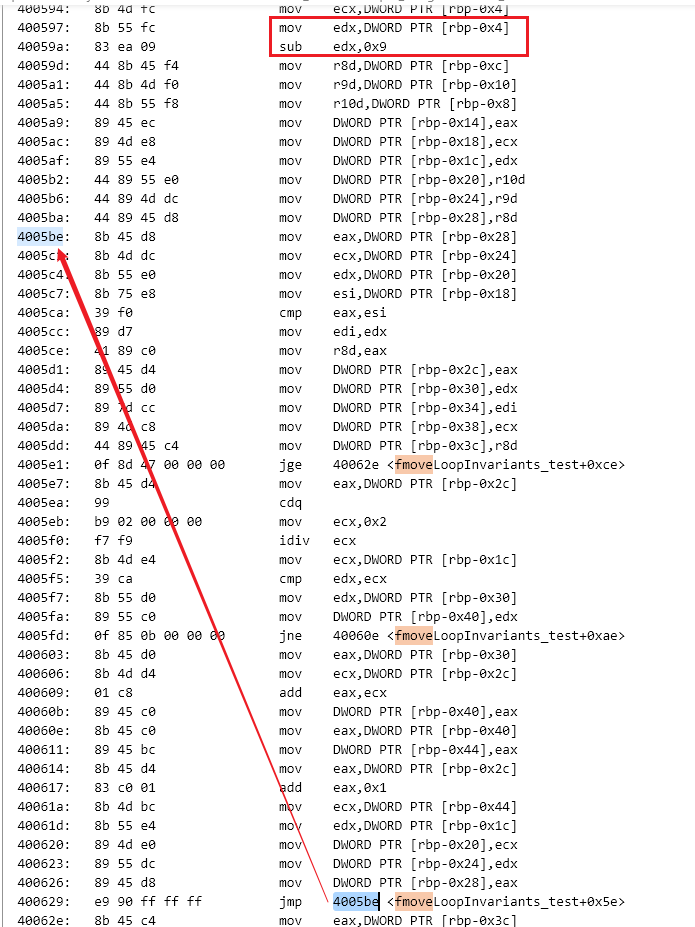 400594: 8b 4d fc mov ecx,DWORD PTR [rbp-0x4]
400597: 8b 55 fc mov edx,DWORD PTR [rbp-0x4]
40059a: 83 ea 09 sub edx,0x9
40059d: 44 8b 45 f4 mov r8d,DWORD PTR [rbp-0xc]
4005a1: 44 8b 4d f0 mov r9d,DWORD PTR [rbp-0x10]
4005a5: 44 8b 55 f8 mov r10d,DWORD PTR [rbp-0x8]
4005a9: 89 45 ec mov DWORD PTR [rbp-0x14],eax
4005ac: 89 4d e8 mov DWORD PTR [rbp-0x18],ecx
4005af: 89 55 e4 mov DWORD PTR [rbp-0x1c],edx
4005b2: 44 89 55 e0 mov DWORD PTR [rbp-0x20],r10d
4005b6: 44 89 4d dc mov DWORD PTR [rbp-0x24],r9d
4005ba: 44 89 45 d8 mov DWORD PTR [rbp-0x28],r8d
4005be: 8b 45 d8 mov eax,DWORD PTR [rbp-0x28]
4005c1: 8b 4d dc mov ecx,DWORD PTR [rbp-0x24]
4005c4: 8b 55 e0 mov edx,DWORD PTR [rbp-0x20]
4005c7: 8b 75 e8 mov esi,DWORD PTR [rbp-0x18]
4005ca: 39 f0 cmp eax,esi
4005cc: 89 d7 mov edi,edx
4005ce: 41 89 c0 mov r8d,eax
4005d1: 89 45 d4 mov DWORD PTR [rbp-0x2c],eax
4005d4: 89 55 d0 mov DWORD PTR [rbp-0x30],edx
4005d7: 89 7d cc mov DWORD PTR [rbp-0x34],edi
4005da: 89 4d c8 mov DWORD PTR [rbp-0x38],ecx
4005dd: 44 89 45 c4 mov DWORD PTR [rbp-0x3c],r8d
4005e1: 0f 8d 47 00 00 00 jge 40062e <fmoveLoopInvariants_test+0xce>
4005e7: 8b 45 d4 mov eax,DWORD PTR [rbp-0x2c]
4005ea: 99 cdq
4005eb: b9 02 00 00 00 mov ecx,0x2
4005f0: f7 f9 idiv ecx
4005f2: 8b 4d e4 mov ecx,DWORD PTR [rbp-0x1c]
4005f5: 39 ca cmp edx,ecx
4005f7: 8b 55 d0 mov edx,DWORD PTR [rbp-0x30]
4005fa: 89 55 c0 mov DWORD PTR [rbp-0x40],edx
4005fd: 0f 85 0b 00 00 00 jne 40060e <fmoveLoopInvariants_test+0xae>
400603: 8b 45 d0 mov eax,DWORD PTR [rbp-0x30]
400606: 8b 4d d4 mov ecx,DWORD PTR [rbp-0x2c]
400609: 01 c8 add eax,ecx
40060b: 89 45 c0 mov DWORD PTR [rbp-0x40],eax
40060e: 8b 45 c0 mov eax,DWORD PTR [rbp-0x40]
400611: 89 45 bc mov DWORD PTR [rbp-0x44],eax
400614: 8b 45 d4 mov eax,DWORD PTR [rbp-0x2c]
400617: 83 c0 01 add eax,0x1
40061a: 8b 4d bc mov ecx,DWORD PTR [rbp-0x44]
40061d: 8b 55 e4 mov edx,DWORD PTR [rbp-0x1c]
400620: 89 4d e0 mov DWORD PTR [rbp-0x20],ecx
400623: 89 55 dc mov DWORD PTR [rbp-0x24],edx
400626: 89 45 d8 mov DWORD PTR [rbp-0x28],eax
400629: e9 90 ff ff ff jmp 4005be <fmoveLoopInvariants_test+0x5e>
40062e: 8b 45 c4 mov eax,DWORD PTR [rbp-0x3c]